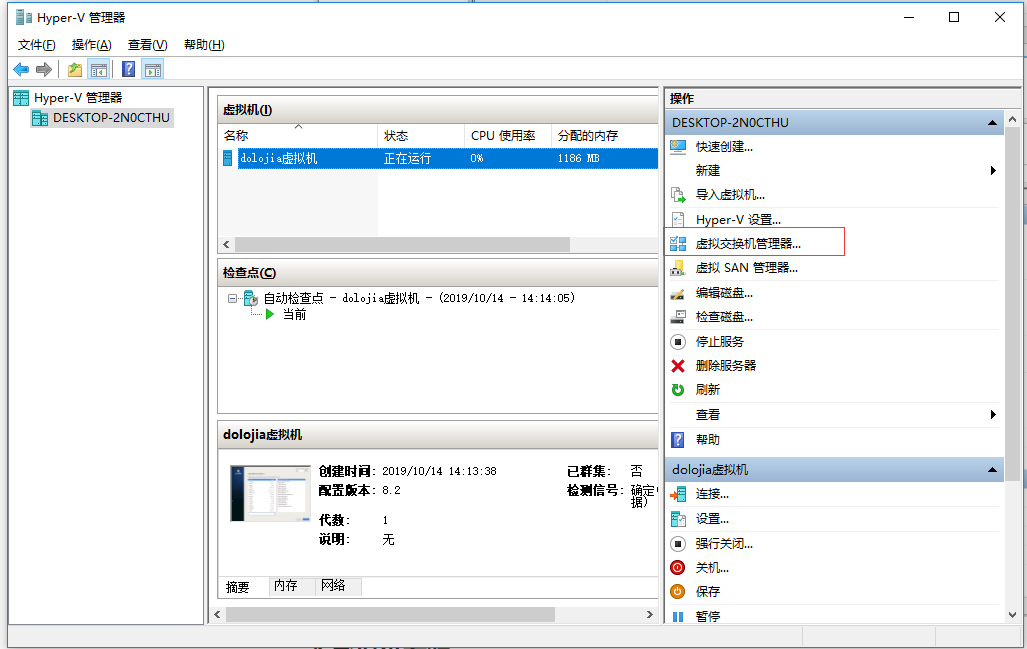 Hyper-V 管理器
文件(F) 操作(A) 查看(V) 帮助(H)
Hyper-V 管理器
DESKTOP-2N0CTHU
虚拟机(I)
名称 状态 CPU 使用率 分配的内存
dolojia虚拟机 正在运行 0% 1186 MB
检查点(C)
自动检查点 - dolojia虚拟机 - (2019/10/14 - 14:14:05)
当前
dolojia虚拟机
创建时间: 2019/10/14 14:13:38 已群集: 否
配置版本: 8.2 检测信号: 确定
据)
代数: 1
说明: 无
摘要 内存 网络
操作
DESKTOP-2N0CTHU
快速创建...
新建
导入虚拟机...
Hyper-V 设置...
虚拟交换机管理器...
虚拟 SAN 管理器...
编辑磁盘...
检查磁盘...
停止服务
删除服务器
刷新
查看
帮助
dolojia虚拟机
连接...
设置...
强行关闭...
关机...
保存
暂停